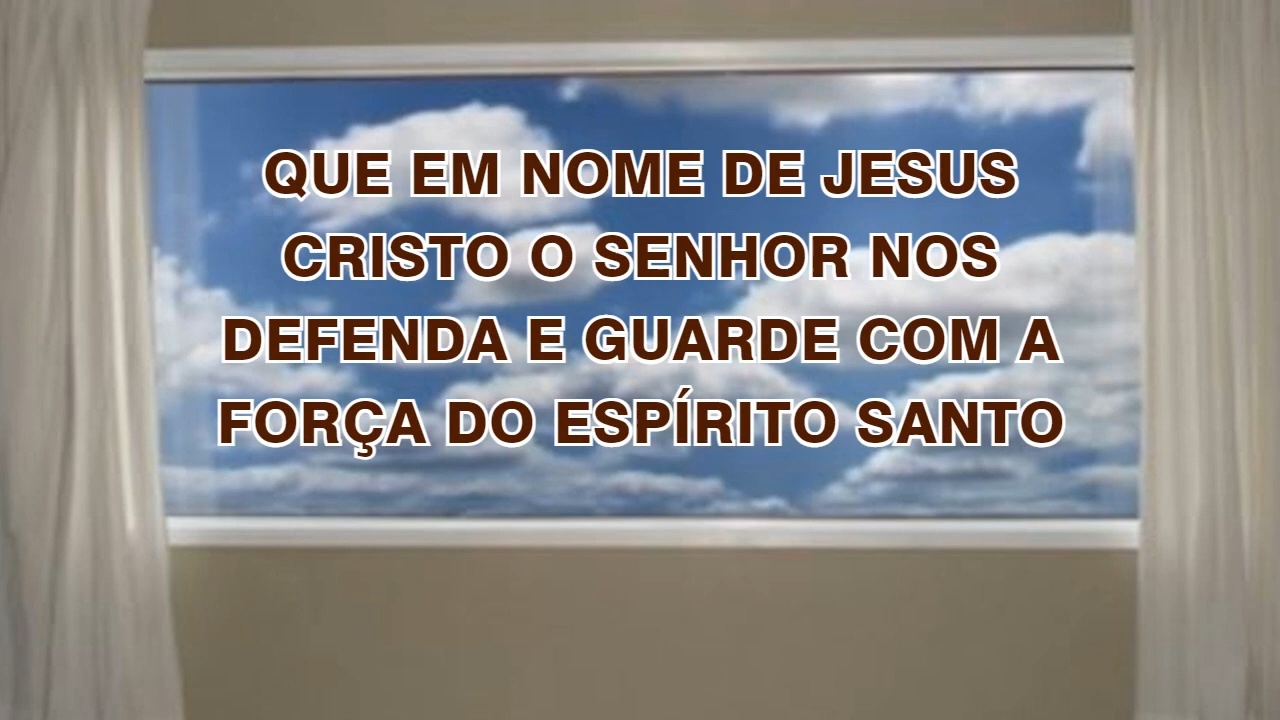 QUE EM NOME DE JESUS
CRISTO O SENHOR NOS
DEFENDA E GUARDE COM A
FORÇA DO ESPÍRITO SANTO